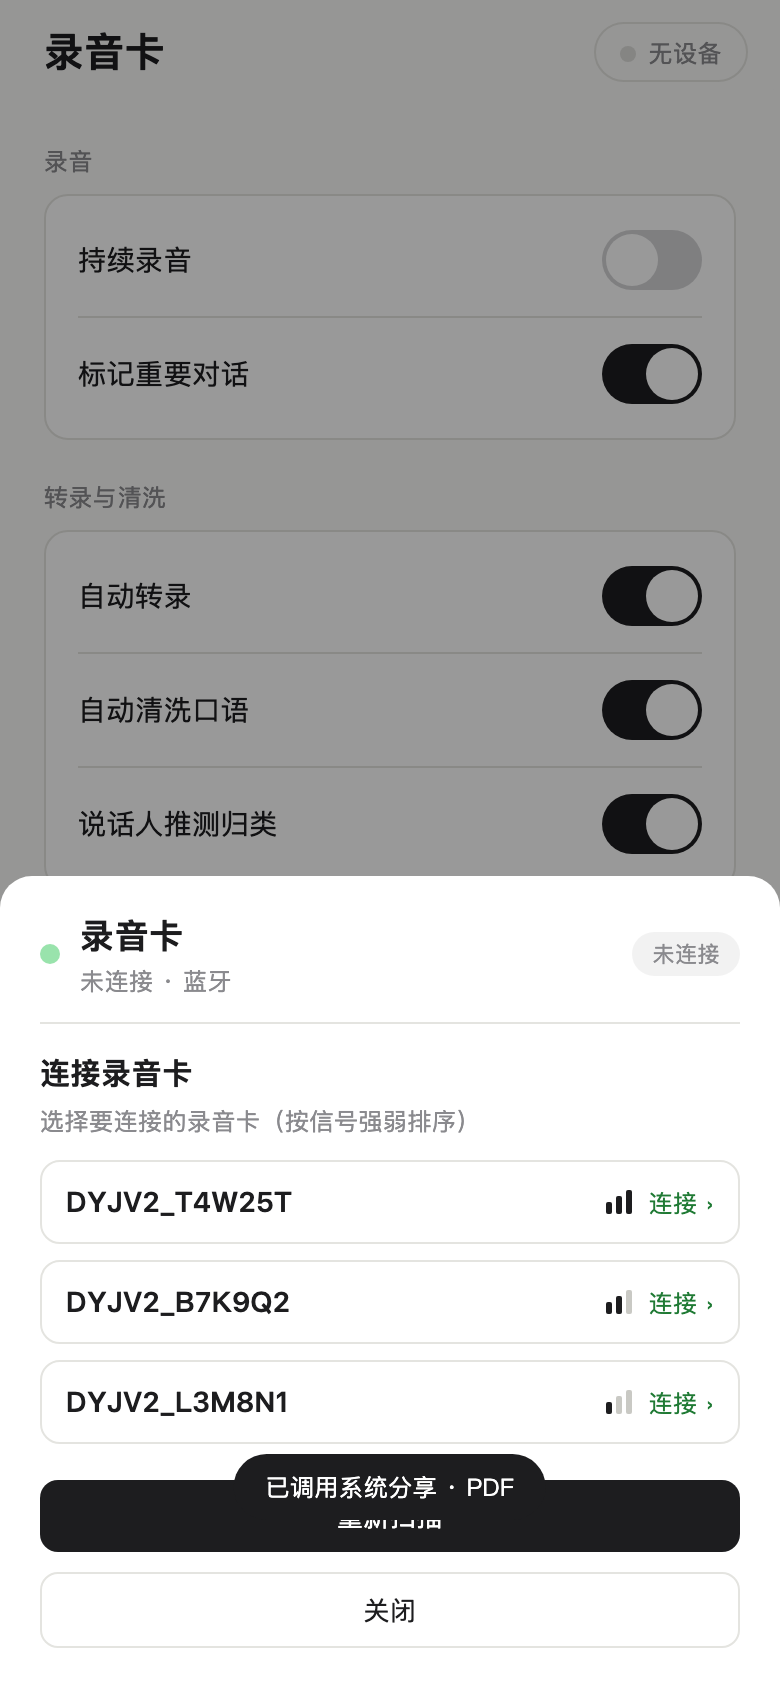 录音卡
无设备
录音
持续录音
标记重要对话
转录与清洗
自动转录
自动清洗口语
说话人推测归类
录音卡
未连接 · 蓝牙
未连接
连接录音卡
选择要连接的录音卡（按信号强弱排序）
DYJV2_T4W25T
连接 ›
DYJV2_B7K9Q2
连接 ›
DYJV2_L3M8N1
连接 ›
已调用系统分享 · PDF
重新扫描
关闭